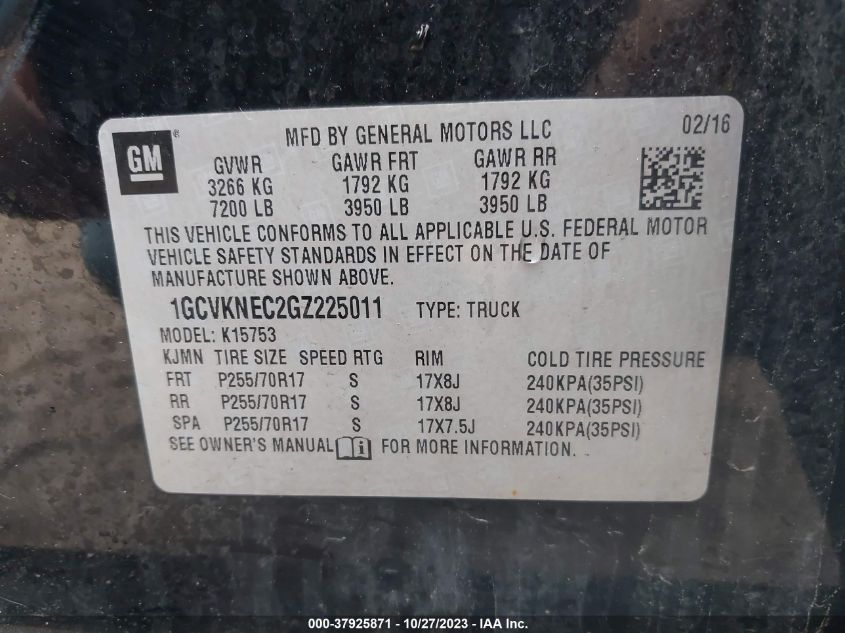 GM ®
MFD BY GENERAL MOTORS LLC 02/16
GVWR GAWR FRT GAWR RR
3266 KG 1792 KG 1792 KG
7200 LB 3950 LB 3950 LB
THIS VEHICLE CONFORMS TO ALL APPLICABLE U.S. FEDERAL MOTOR
VEHICLE SAFETY STANDARDS IN EFFECT ON THE DATE OF
MANUFACTURE SHOWN ABOVE.
1GCVKNEC2GZ225011 TYPE: TRUCK
MODEL: K15753
KJMN TIRE SIZE SPEED RTG RIM COLD TIRE PRESSURE
FRT P255/70R17 S 17X8J 240KPA(35PSI)
RR P255/70R17 S 17X8J 240KPA(35PSI)
SPA P255/70R17 S 17X7.5J 240KPA(35PSI)
SEE OWNER'S MANUAL i FOR MORE INFORMATION.
000-37925871 - 10/27/2023 - IAA Inc.